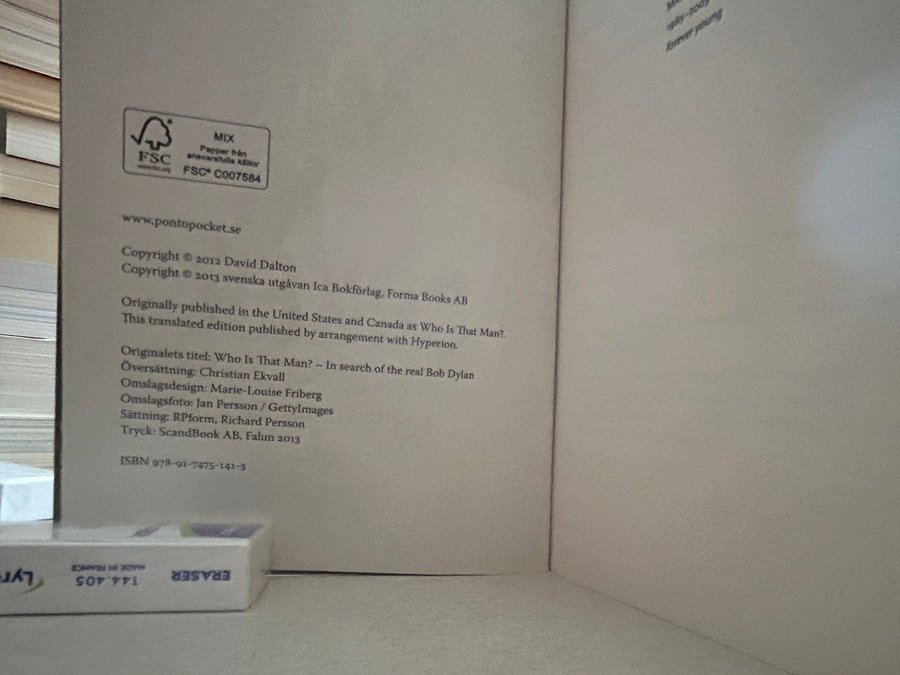 FSC
MIX
Papper från
ansvarsfulla källor
FSC® C007584
www.pontopocket.se
Copyright © 2012 David Dalton
Copyright © 2013 svenska utgåvan Ica Bokförlag, Forma Books AB
Originally published in the United States and Canada as Who Is That Man?.
This translated edition published by arrangement with Hyperion.
Originalets titel: Who Is That Man? – In search of the real Bob Dylan
Översättning: Christian Ekvall
Omslagsdesign: Marie-Louise Friberg
Omslagsfoto: Jan Persson / GettyImages
Sättning: RPform, Richard Persson
Tryck: ScandBook AB, Falun 2013
ISBN 978-91-7475-141-3
1985–2005
forever young
ERASER
144.405
MADE IN FRANCE